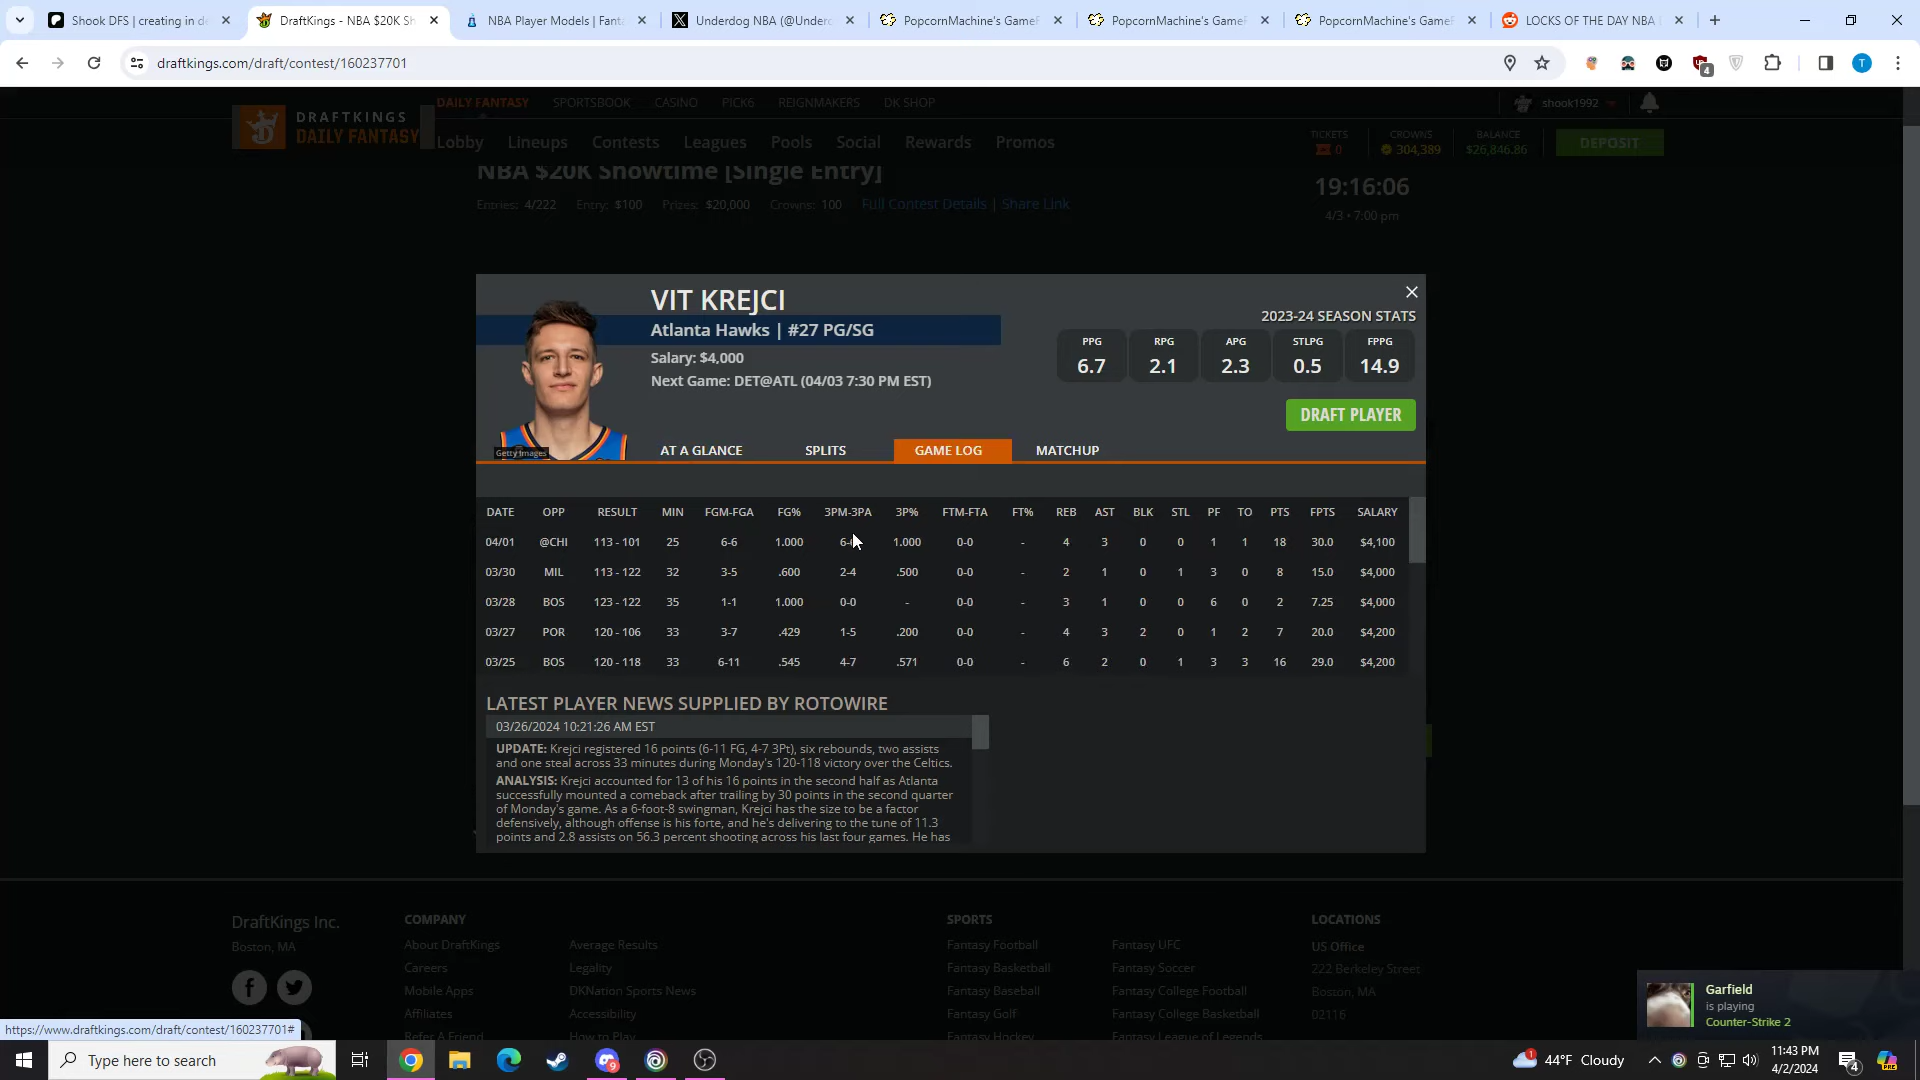 Shook DFS | creating in de
DraftKings - NBA $20K Sh
NBA Player Models | Fanta
Underdog NBA (@Underd
PopcornMachine's GameF
PopcornMachine's GameF
PopcornMachine's GameF
LOCKS OF THE DAY NBA
draftkings.com/draft/contest/160237701
4
T
DRAFTKINGS
DAILY FANTASY
DAILY FANTASY SPORTSBOOK CASINO PICK6 REIGNMAKERS DK SHOP
shook1992
Lobby Lineups Contests Leagues Pools Social Rewards Promos
TICKETS CROWNS BALANCE
0 304,389 $26,846.86
DEPOSIT
NBA $20K Showtime [Single Entry]
Entries: 4/222 Entry: $100 Prizes: $20,000 Crowns: 100 Full Contest Details | Share Link
19:16:06
4/3 • 7:00 pm
VIT KREJCI
Atlanta Hawks | #27 PG/SG
Salary: $4,000
Next Game: DET@ATL (04/03 7:30 PM EST)
Getty Images
2023-24 SEASON STATS
PPG RPG APG STLPG FPPG
6.7 2.1 2.3 0.5 14.9
DRAFT PLAYER
AT A GLANCE SPLITS GAME LOG MATCHUP
DATE OPP RESULT MIN FGM-FGA FG% 3PM-3PA 3P% FTM-FTA FT% REB AST BLK STL PF TO PTS FPTS SALARY
04/01 @CHI 113 - 101 25 6-6 1.000 6- 1.000 0-0 - 4 3 0 0 1 1 18 30.0 $4,100
03/30 MIL 113 - 122 32 3-5 .600 2-4 .500 0-0 - 2 1 0 1 3 0 8 15.0 $4,000
03/28 BOS 123 - 122 35 1-1 1.000 0-0 - 0-0 - 3 1 0 0 6 0 2 7.25 $4,000
03/27 POR 120 - 106 33 3-7 .429 1-5 .200 0-0 - 4 3 2 0 1 2 7 20.0 $4,200
03/25 BOS 120 - 118 33 6-11 .545 4-7 .571 0-0 - 6 2 0 1 3 3 16 29.0 $4,200
LATEST PLAYER NEWS SUPPLIED BY ROTOWIRE
03/26/2024 10:21:26 AM EST
UPDATE: Krejci registered 16 points (6-11 FG, 4-7 3Pt), six rebounds, two assists
and one steal across 33 minutes during Monday's 120-118 victory over the Celtics.
ANALYSIS: Krejci accounted for 13 of his 16 points in the second half as Atlanta
successfully mounted a comeback after trailing by 30 points in the second quarter
of Monday's game. As a 6-foot-8 swingman, Krejci has the size to be a factor
defensively, although offense is his forte, and he's delivering to the tune of 11.3
points and 2.8 assists on 56.3 percent shooting across his last four games. He has
DraftKings Inc.
Boston, MA
COMPANY
About DraftKings
Careers
Mobile Apps
Affiliates
Refer A Friend
Average Results
Legality
DKNation Sports News
Accessibility
How to Play
SPORTS
Fantasy Football
Fantasy Basketball
Fantasy Baseball
Fantasy Golf
Fantasy Hockey
Fantasy UFC
Fantasy Soccer
Fantasy College Football
Fantasy College Basketball
Fantasy League of Legends
LOCATIONS
US Office
222 Berkeley Street
Boston, MA
02116
Garfield
is playing
Counter-Strike 2
https://www.draftkings.com/draft/contest/160237701#
Type here to search
9
1
44°F Cloudy
11:43 PM
4/2/2024
4
PRE